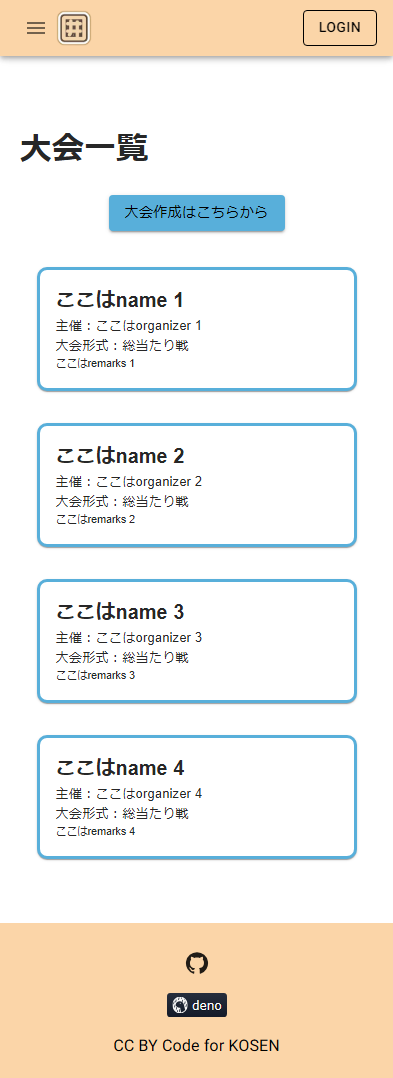 LOGIN
大会一覧
大会作成はこちらから
ここはname 1
主催：ここはorganizer 1
大会形式：総当たり戦
ここはremarks 1
ここはname 2
主催：ここはorganizer 2
大会形式：総当たり戦
ここはremarks 2
ここはname 3
主催：ここはorganizer 3
大会形式：総当たり戦
ここはremarks 3
ここはname 4
主催：ここはorganizer 4
大会形式：総当たり戦
ここはremarks 4
deno
CC BY Code for KOSEN